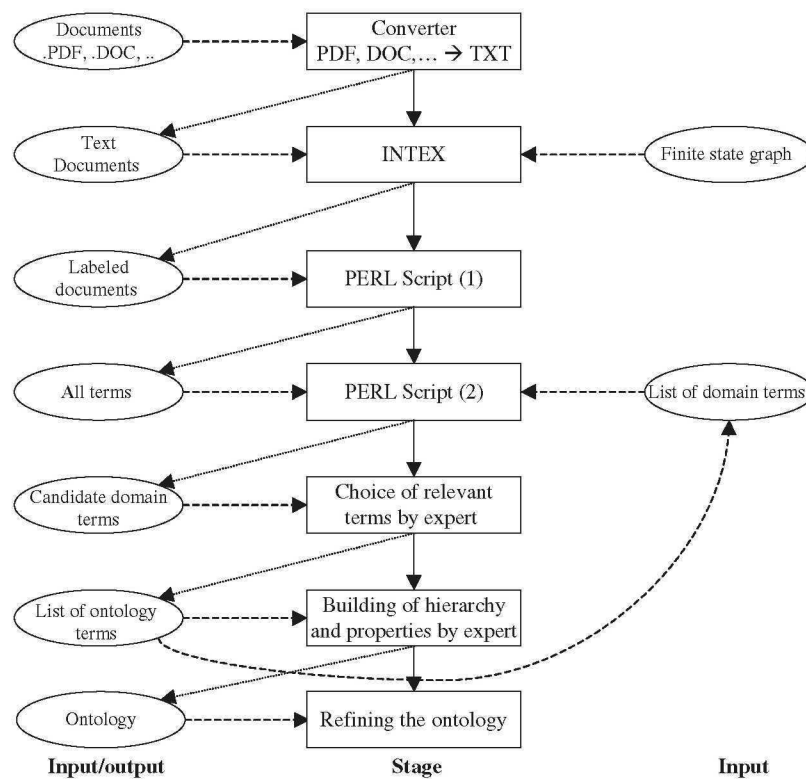 Documents
.PDF, .DOC, ..
Converter
PDF, DOC,… → TXT
Text
Documents
INTEX
Finite state graph
Labeled
documents
PERL Script (1)
All terms
PERL Script (2)
List of domain terms
Candidate domain
terms
Choice of relevant
terms by expert
List of ontology
terms
Building of hierarchy
and properties by expert
Ontology
Refining the ontology
Input/output
Stage
Input